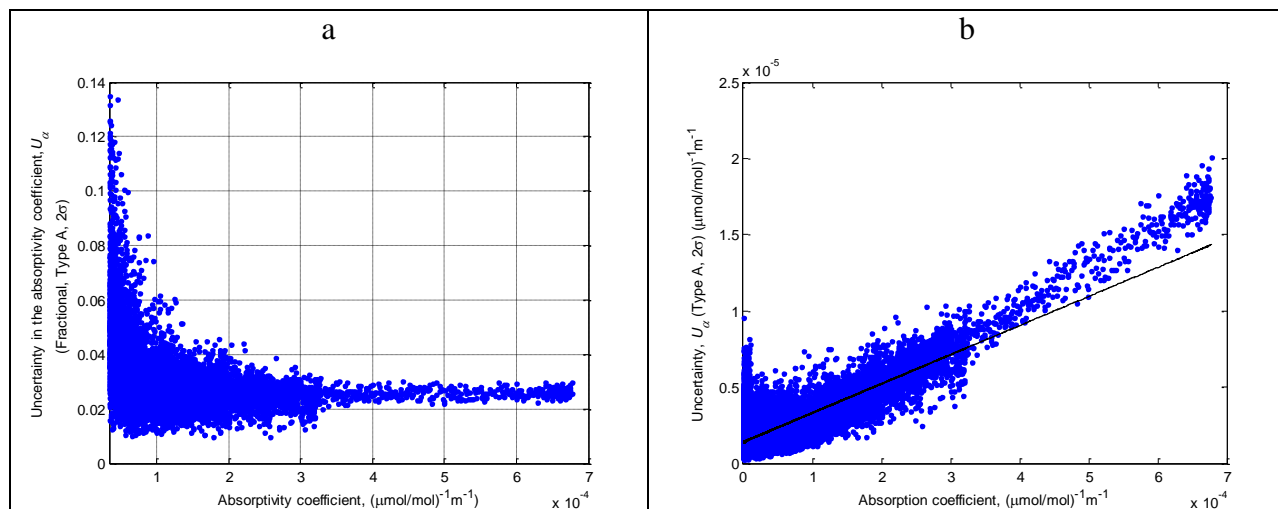 a
Uncertainty in the absorptivity coefficient, Uα
(Fractional, Type A, 2σ)
0.14
0.12
0.1
0.08
0.06
0.04
0.02
0
1 2 3 4 5 6 7
x 10-4
Absorptivity coefficient, (μmol/mol)-1m-1)
b
x 10-5
Uncertainty, Uα (Type A, 2σ) (μmol/mol)-1m-1
2.5
2
1.5
1
0.5
0
0 1 2 3 4 5 6 7
x 10-4
Absorption coefficient, (μmol/mol)-1m-1